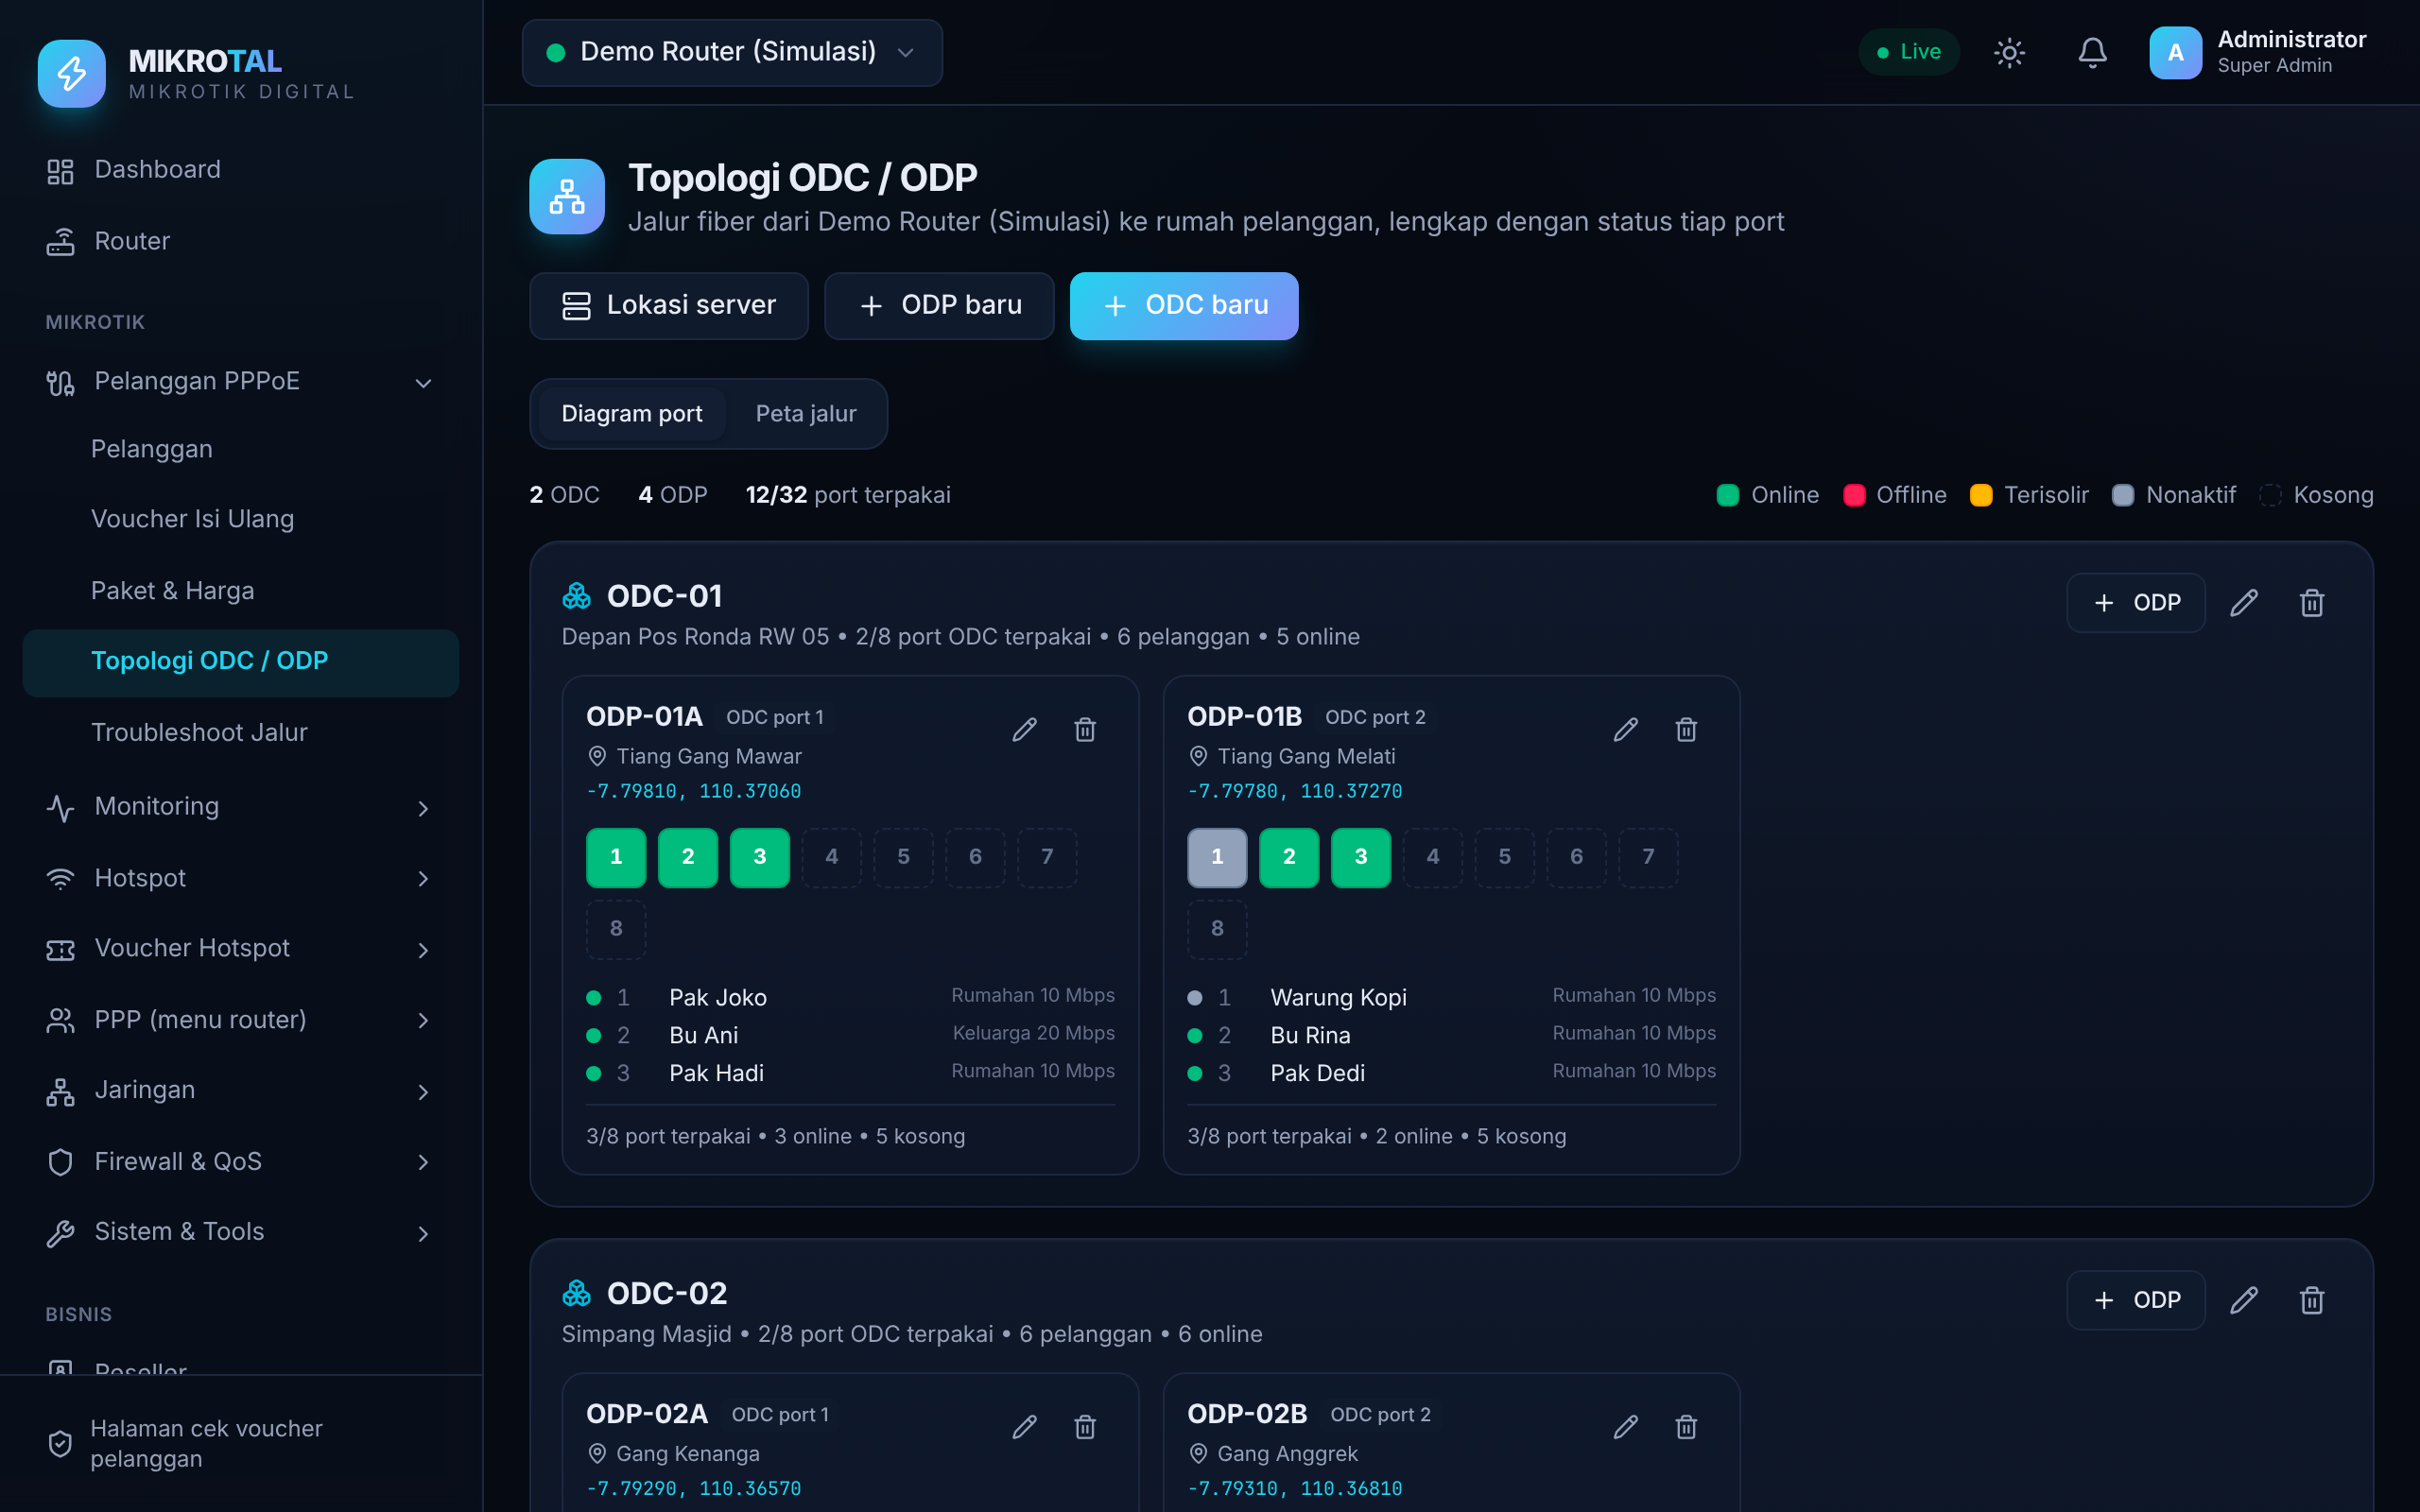 MIKROTAL
MIKROTIK DIGITAL
Dashboard
Router
MIKROTIK
Pelanggan PPPoE
Pelanggan
Voucher Isi Ulang
Paket & Harga
Topologi ODC / ODP
Troubleshoot Jalur
Monitoring
Hotspot
Voucher Hotspot
PPP (menu router)
Jaringan
Firewall & QoS
Sistem & Tools
BISNIS
Reseller
Halaman cek voucher
pelanggan
Demo Router (Simulasi)
Live
A
Administrator
Super Admin
Topologi ODC / ODP
Jalur fiber dari Demo Router (Simulasi) ke rumah pelanggan, lengkap dengan status tiap port
Lokasi server
ODP baru
ODC baru
Diagram port
Peta jalur
2 ODC 4 ODP 12/32 port terpakai
Online Offline Terisolir Nonaktif Kosong
ODC-01
Depan Pos Ronda RW 05 • 2/8 port ODC terpakai • 6 pelanggan • 5 online
ODP
ODP-01A ODC port 1
Tiang Gang Mawar
-7.79810, 110.37060
1 2 3 4 5 6 7
8
1 Pak Joko Rumahan 10 Mbps
2 Bu Ani Keluarga 20 Mbps
3 Pak Hadi Rumahan 10 Mbps
3/8 port terpakai • 3 online • 5 kosong
ODP-01B ODC port 2
Tiang Gang Melati
-7.79780, 110.37270
1 2 3 4 5 6 7
8
1 Warung Kopi Rumahan 10 Mbps
2 Bu Rina Rumahan 10 Mbps
3 Pak Dedi Rumahan 10 Mbps
3/8 port terpakai • 2 online • 5 kosong
ODC-02
Simpang Masjid • 2/8 port ODC terpakai • 6 pelanggan • 6 online
ODP
ODP-02A ODC port 1
Gang Kenanga
-7.79290, 110.36570
ODP-02B ODC port 2
Gang Anggrek
-7.79310, 110.36810